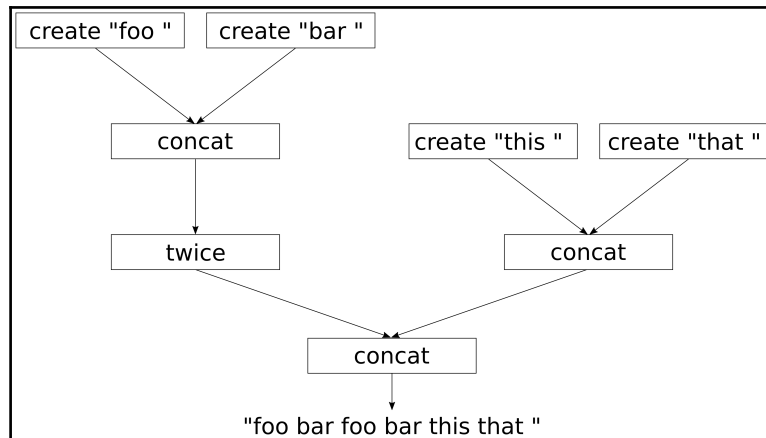 create "foo "
create "bar "
concat
create "this "
create "that "
twice
concat
concat
"foo bar foo bar this that "